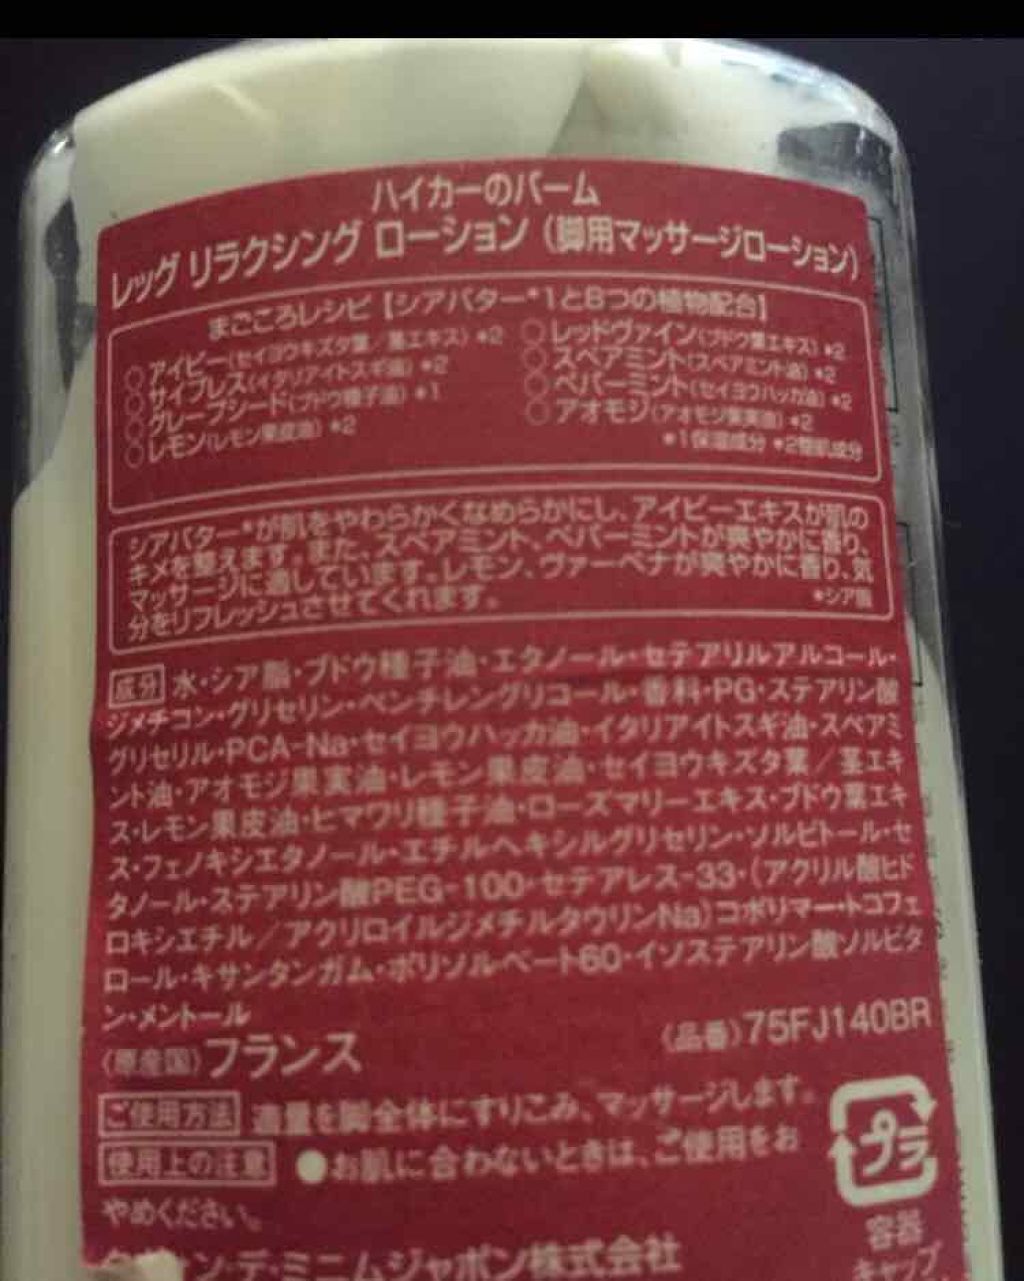 ハイカーのバーム
レッグ リラクシング ローション（脚用マッサージローション）
まごころレシピ【シアバター*1と8つの植物配合】
○アイビー（セイヨウキズタ葉／茎エキス）*2
○サイプレス（イタリアイトスギ油）*2
○グレープシード（ブドウ種子油）*1
○レモン（レモン果皮油）*2
○レッドヴァイン（ブドウ葉エキス）*2
○スペアミント（スペアミント油）*2
○ペパーミント（セイヨウハッカ油）*2
○アオモジ（アオモジ果実油）*2
*1保湿成分 *2整肌成分
シアバター*が肌をやわらかくなめらかにし、アイビーエキスが肌の
キメを整えます。また、スペアミント、ペパーミントが爽やかに香り、
マッサージに適しています。レモン、ヴァーベナが爽やかに香り、気
分をリフレッシュさせてくれます。
*シア脂
成分 水・シア脂・ブドウ種子油・エタノール・セテアリルアルコール・
ジメチコン・グリセリン・ペンチレングリコール・香料・PG・ステアリン酸
グリセリル・PCA-Na・セイヨウハッカ油・イタリアイトスギ油・スペアミ
ント油・アオモジ果実油・レモン果皮油・セイヨウキズタ葉／茎エキ
ス・レモン果皮油・ヒマワリ種子油・ローズマリーエキス・ブドウ葉エキ
ス・フェノキシエタノール・エチルヘキシルグリセリン・ソルビトール・セ
タノール・ステアリン酸PEG-100・セテアレス-33・（アクリル酸ヒド
ロキシエチル／アクリロイルジメチルタウリンNa）コポリマー・トコフェ
ロール・キサンタンガム・ポリソルベート60・イソステアリン酸ソルビタ
ン・メントール
〈原産国〉フランス
〈品番〉75FJ140BR
ご使用方法 適量を脚全体にすりこみ、マッサージします。
使用上の注意 ●お肌に合わないときは、ご使用をお
やめください。
ン・デ・ミニムジャポン株式会社
プラ
容器
キャップ